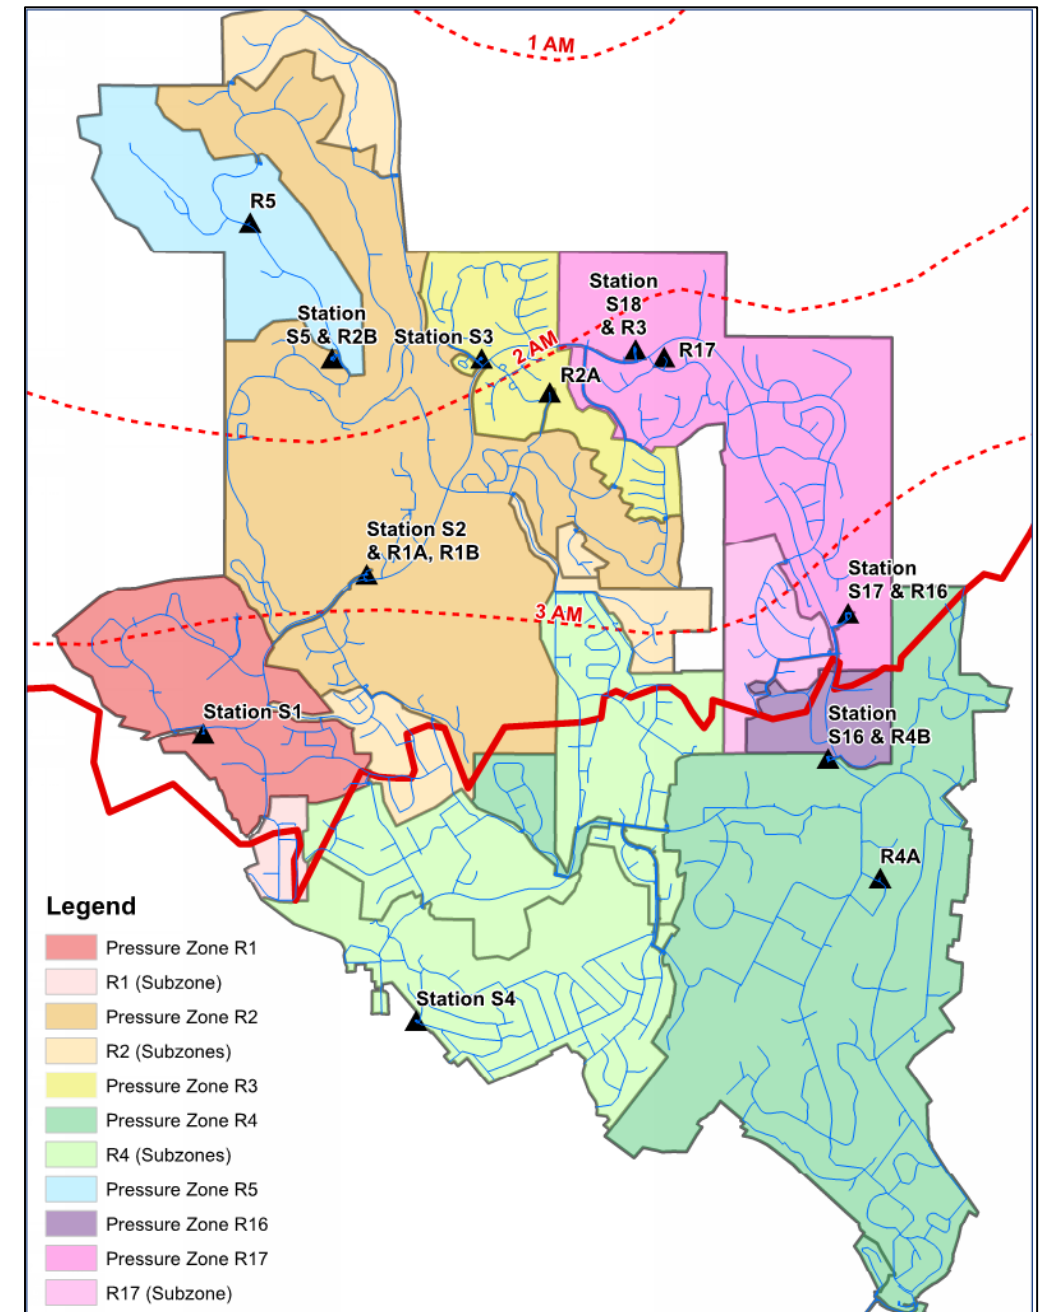 1 AM
R5
Station
S18
& R3
Station
S5 & R2B
Station S3
2 AM
R17
R2A
Station S2
& R1A, R1B
Station
S17 & R16
3 AM
Station S1
Station
S16 & R4B
R4A
Station S4
Legend
Pressure Zone R1
R1 (Subzone)
Pressure Zone R2
R2 (Subzones)
Pressure Zone R3
Pressure Zone R4
R4 (Subzones)
Pressure Zone R5
Pressure Zone R16
Pressure Zone R17
R17 (Subzone)